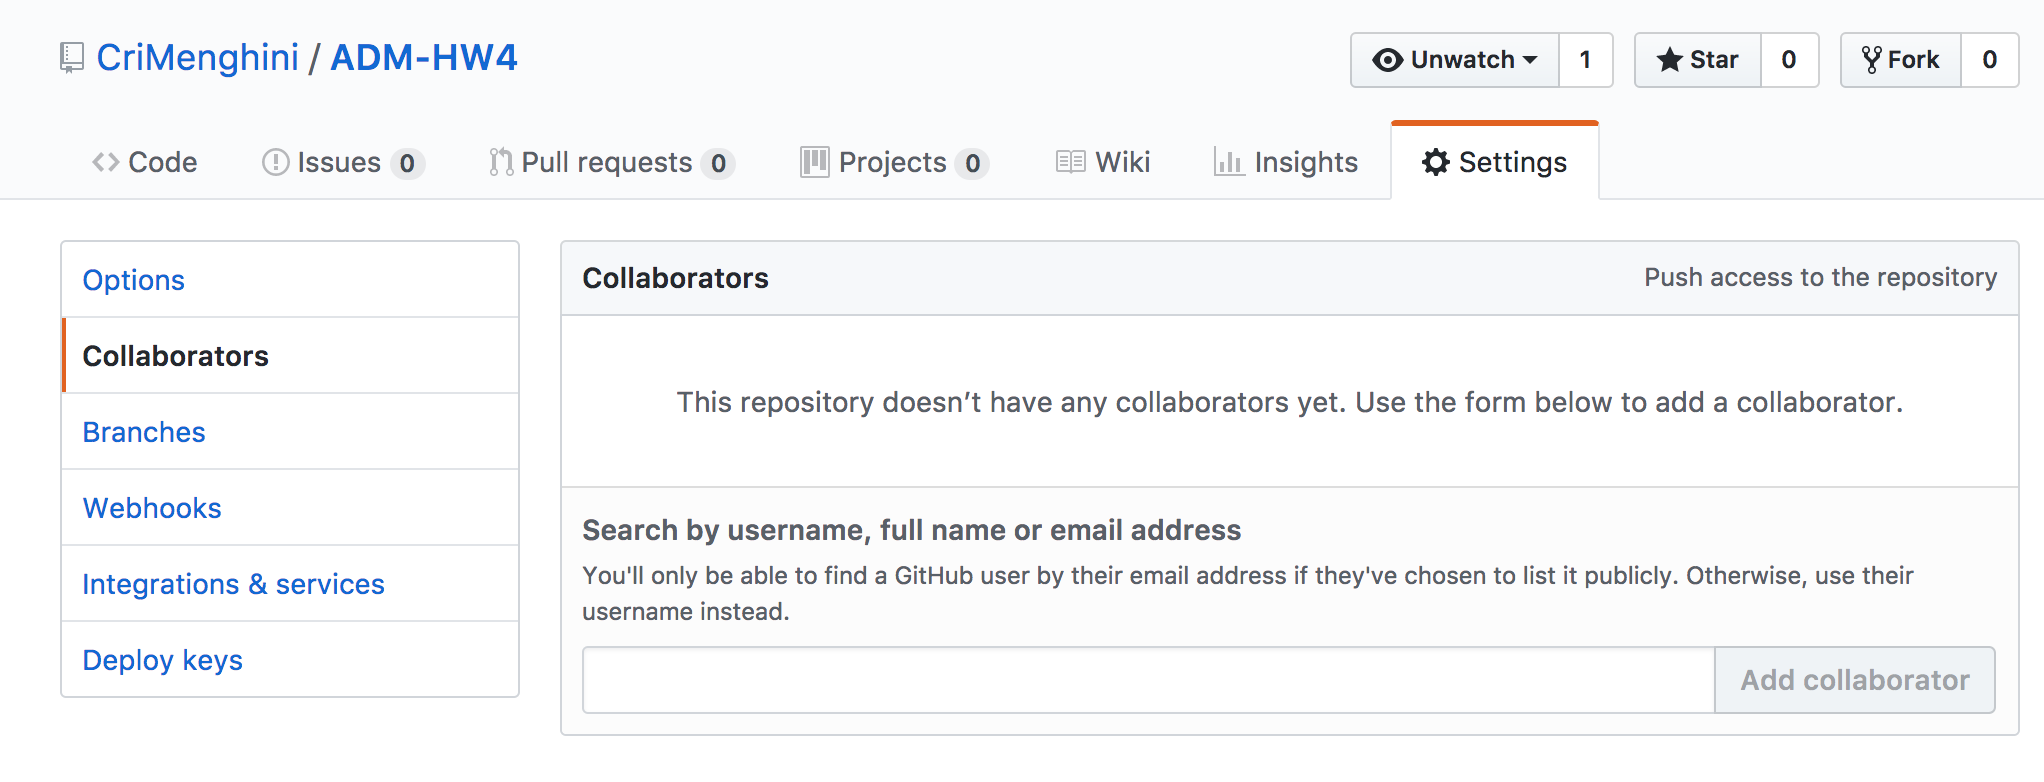 CriMenghini / ADM-HW4
Unwatch 1 Star 0 Fork 0
Code Issues 0 Pull requests 0 Projects 0 Wiki Insights Settings
Options
Collaborators
Branches
Webhooks
Integrations & services
Deploy keys
Collaborators Push access to the repository
This repository doesn’t have any collaborators yet. Use the form below to add a collaborator.
Search by username, full name or email address
You'll only be able to find a GitHub user by their email address if they've chosen to list it publicly. Otherwise, use their
username instead.
Add collaborator